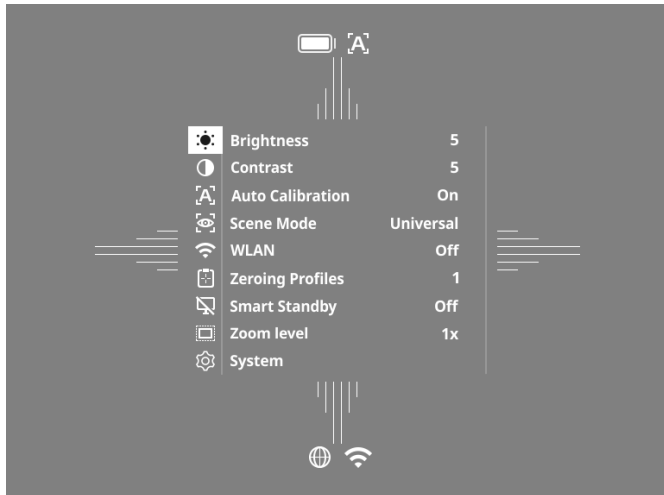 [A]
Brightness 5
Contrast 5
[A] Auto Calibration On
Scene Mode Universal
WLAN Off
Zeroing Profiles 1
Smart Standby Off
Zoom level 1x
System